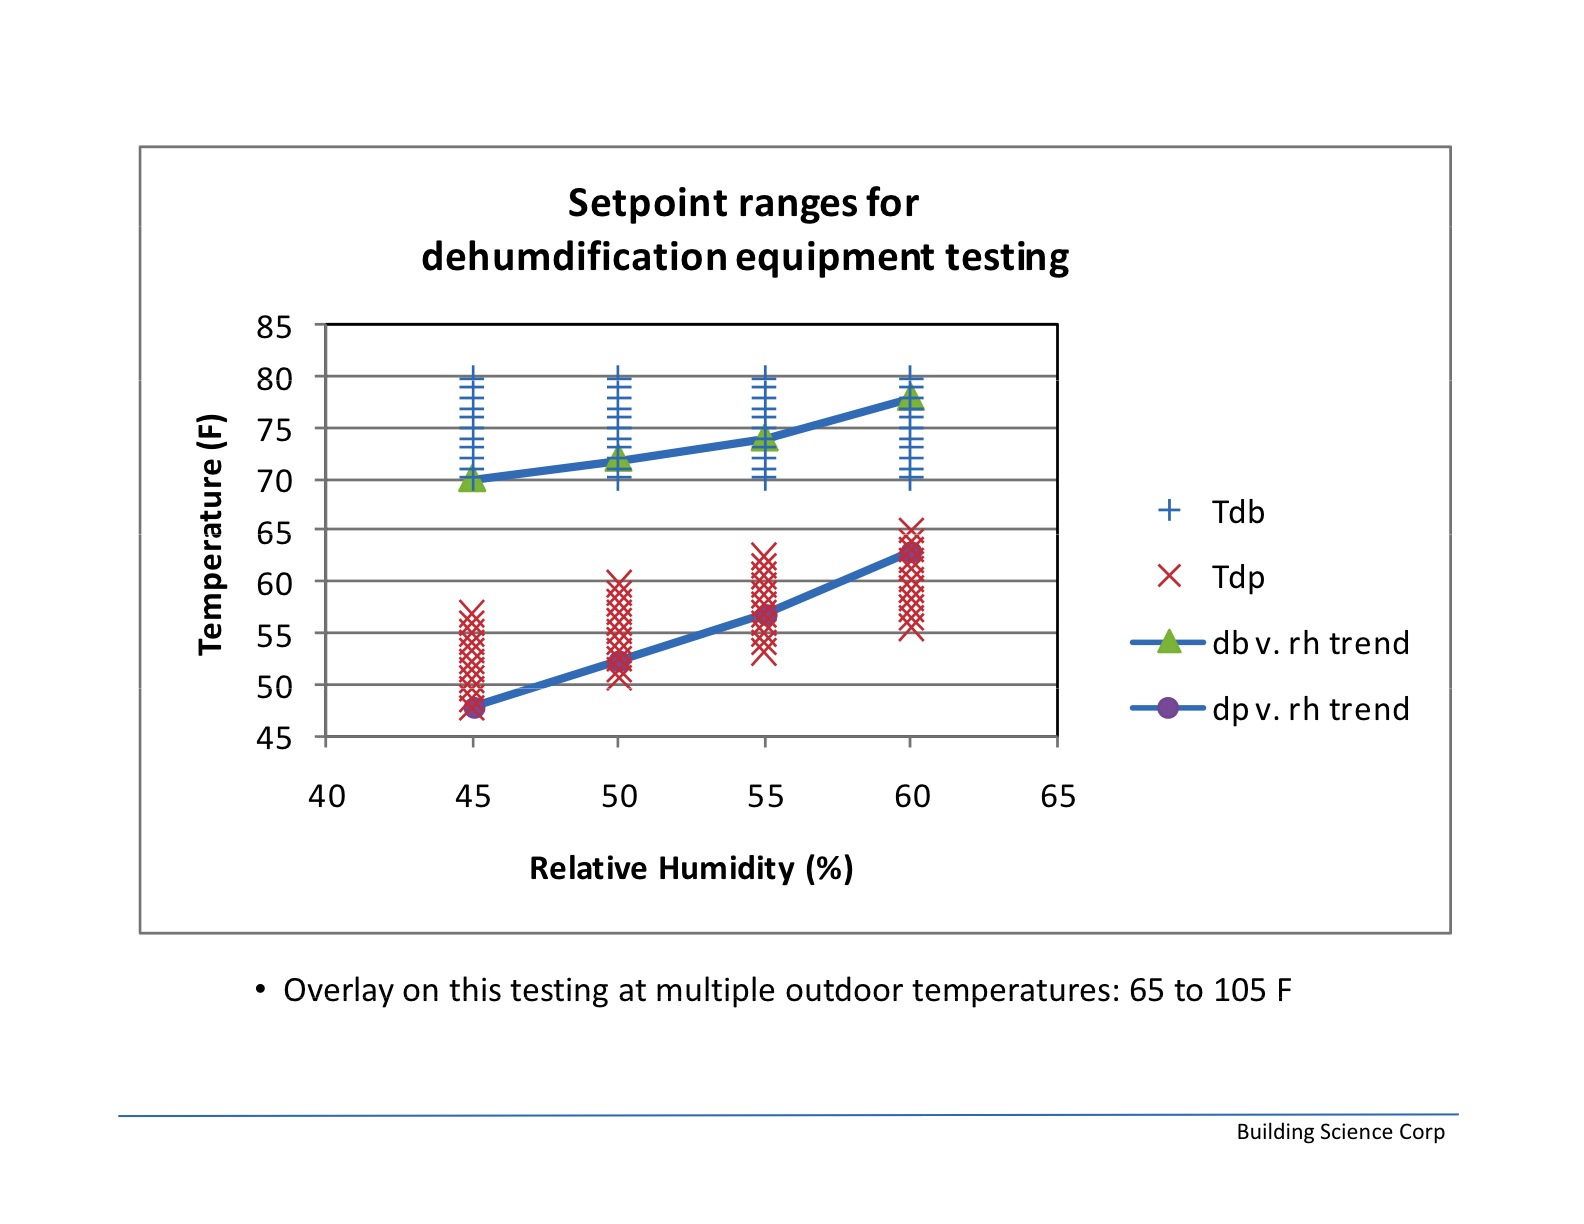 Setpoint ranges for
dehumdification equipment testing
85
80
75
70
65
60
55
50
45
Temperature (F)
40 45 50 55 60 65
Relative Humidity (%)
Tdb
Tdp
db v. rh trend
dp v. rh trend
• Overlay on this testing at multiple outdoor temperatures: 65 to 105 F
Building Science Corp